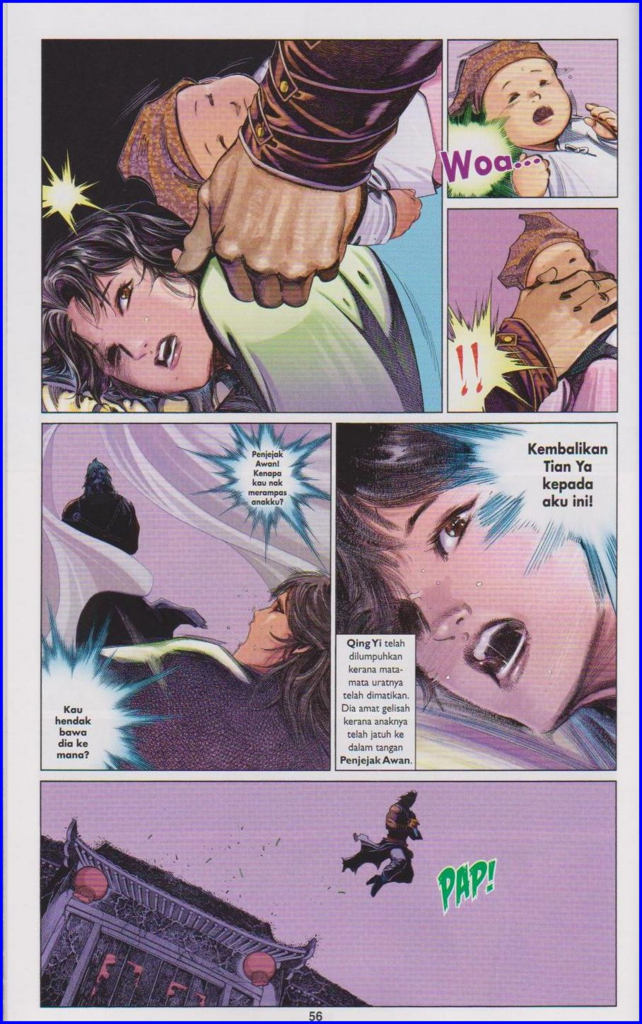 Woa...
!!
Penjejak
Awan!
Kenapa
kau nak
merampas
anakku?
Kau
hendak
bawa
dia ke
mana?
Kembalikan
Tian Ya
kepada
aku ini!
Qing Yi telah
dilumpuhkan
kerana mata-
mata uratnya
telah dimatikan.
Dia amat gelisah
kerana anaknya
telah jatuh ke
dalam tangan
Penjejak Awan.
PAP!
56